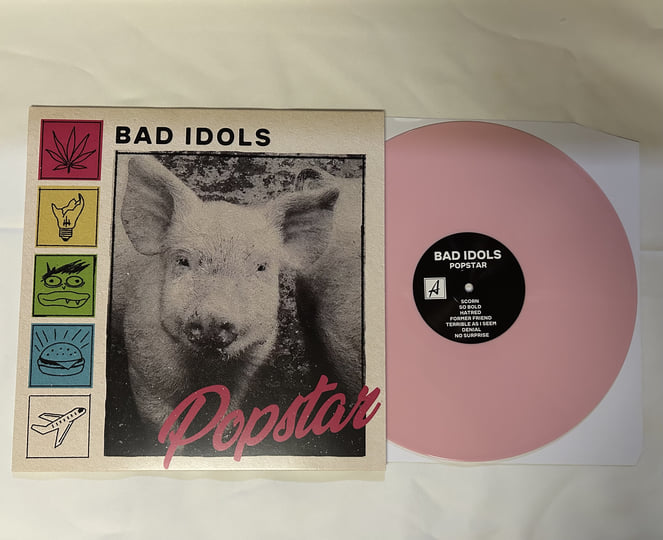 BAD IDOLS
Popstar
BAD IDOLS
POPSTAR
A
SCORN
SO BOLD
HATRED
FORMER FRIEND
TERRIBLE AS I SEEM
DENIAL
NO SURPRISE